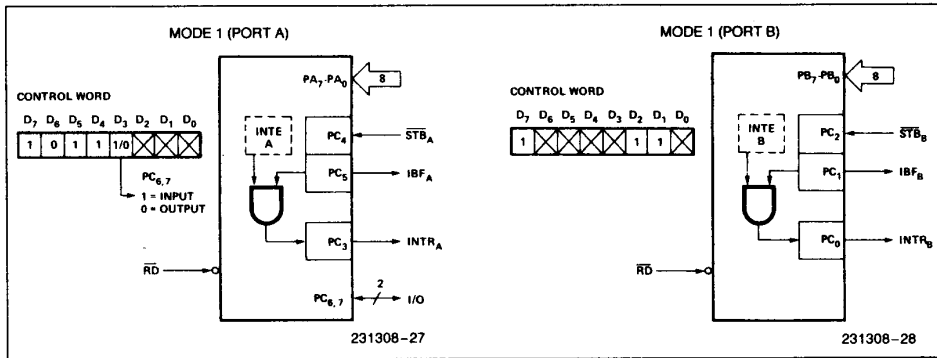 MODE 1 (PORT A)
PA7-PA0
8
CONTROL WORD
D7 D6 D5 D4 D3 D2 D1 D0
1 0 1 1 1/0 X X X
PC6,7
1 = INPUT
0 = OUTPUT
INTE
A
PC4
STBA
PC5
IBFA
PC3
INTRA
RD
PC6,7
2
I/O
231308-27
MODE 1 (PORT B)
PB7-PB0
8
CONTROL WORD
D7 D6 D5 D4 D3 D2 D1 D0
1 X X X X 1 1 X
INTE
B
PC2
STBB
PC1
IBFB
PC0
INTRB
RD
231308-28